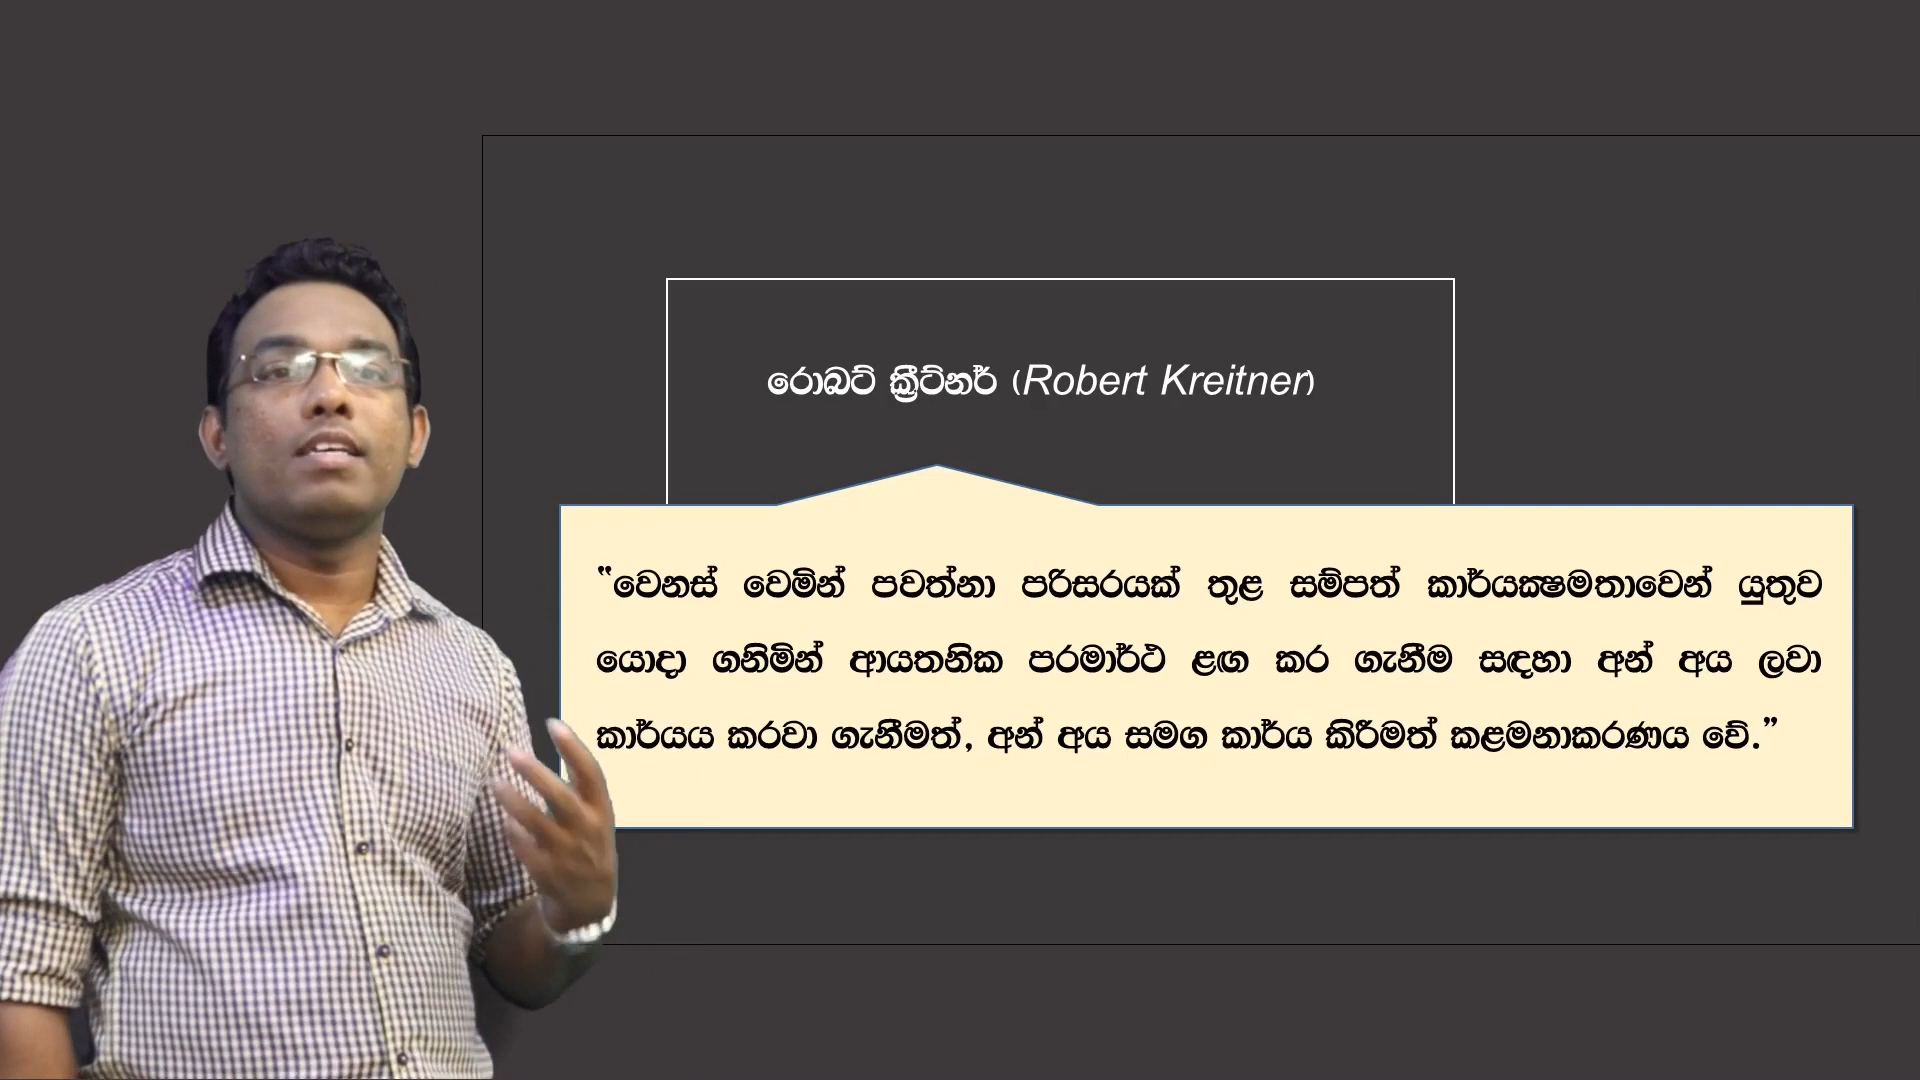 රොබට් ක්‍රීට්නර් (Robert Kreitner)
“වෙනස් වෙමින් පවත්නා පරිසරයක් තුළ සම්පත් කාර්යක්‍ෂමතාවෙන් යුතුව
යොදා ගනිමින් ආයතනික පරමාර්ථ ළඟ කර ගැනීම සඳහා අන් අය ලවා
කාර්යය කරවා ගැනීමත්, අන් අය සමග කාර්ය කිරීමත් කළමනාකරණය වේ.”